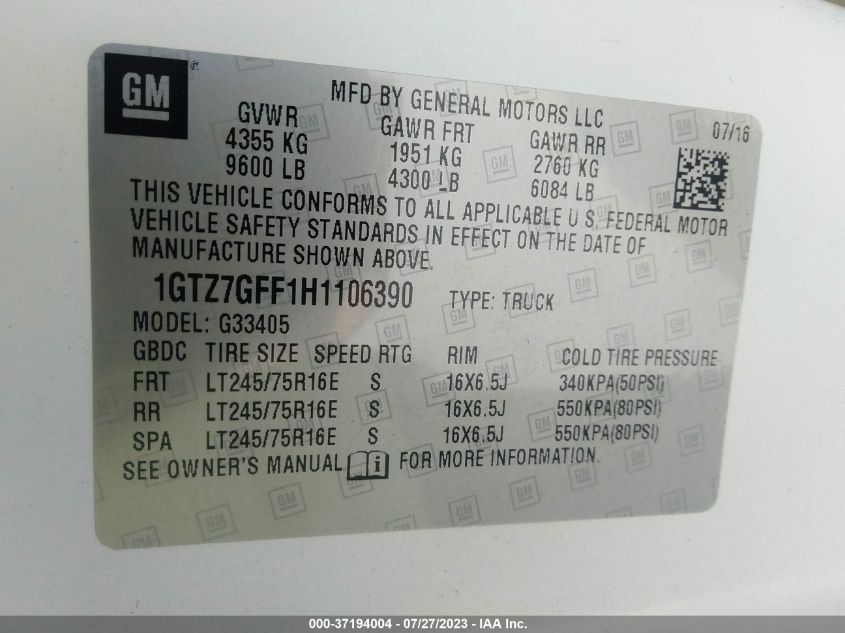 GM ®
MFD BY GENERAL MOTORS LLC 07/16
GVWR GAWR FRT GAWR RR
4355 KG 1951 KG 2760 KG
9600 LB 4300 LB 6084 LB
THIS VEHICLE CONFORMS TO ALL APPLICABLE U.S. FEDERAL MOTOR
VEHICLE SAFETY STANDARDS IN EFFECT ON THE DATE OF
MANUFACTURE SHOWN ABOVE.
1GTZ7GFF1H1106390 TYPE: TRUCK
MODEL: G33405
GBDC TIRE SIZE SPEED RTG RIM COLD TIRE PRESSURE
FRT LT245/75R16E S 16X6.5J 340KPA(50PSI)
RR LT245/75R16E S 16X6.5J 550KPA(80PSI)
SPA LT245/75R16E S 16X6.5J 550KPA(80PSI)
SEE OWNER'S MANUAL i FOR MORE INFORMATION.
000-37194004 - 07/27/2023 - IAA Inc.